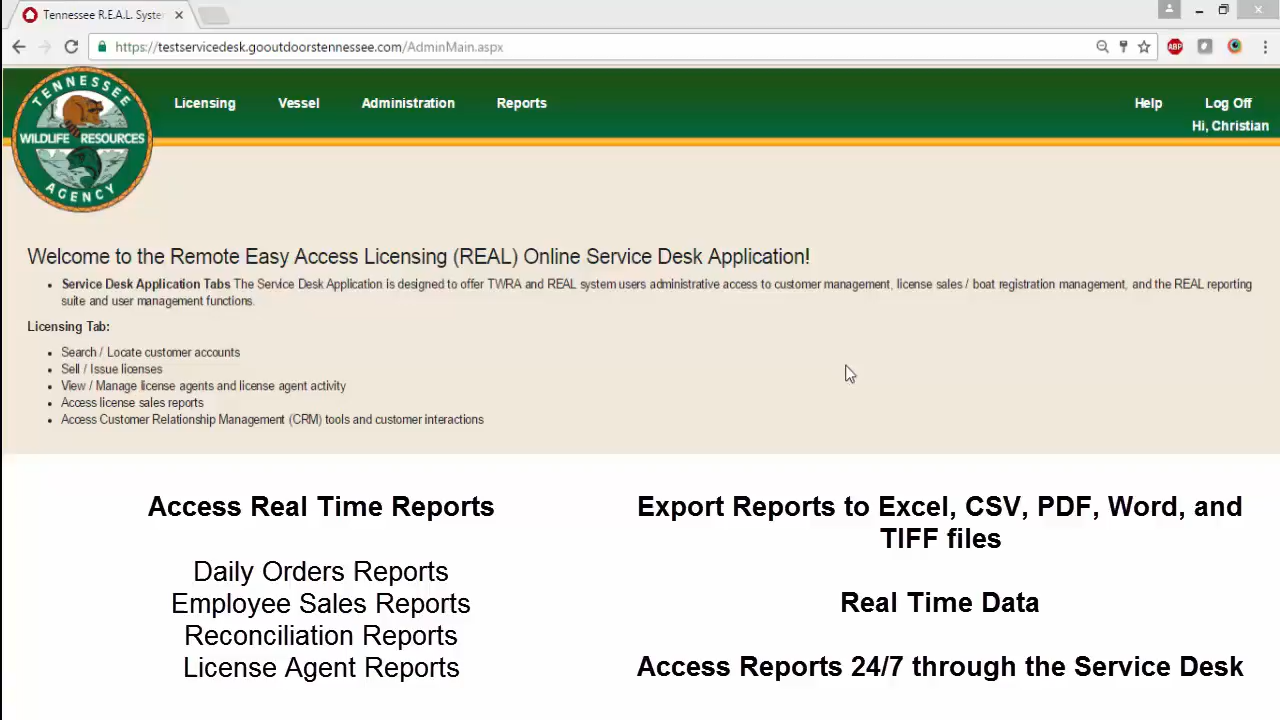 Tennessee R.E.A.L. Syste
https://testservicedesk.gooutdoorstennessee.com/AdminMain.aspx
ABP
TENNESSEE
WILDLIFE RESOURCES
AGENCY
Licensing Vessel Administration Reports Help Log Off
Hi, Christian
Welcome to the Remote Easy Access Licensing (REAL) Online Service Desk Application!
• Service Desk Application Tabs The Service Desk Application is designed to offer TWRA and REAL system users administrative access to customer management, license sales / boat registration management, and the REAL reporting
suite and user management functions.
Licensing Tab:
• Search / Locate customer accounts
• Sell / Issue licenses
• View / Manage license agents and license agent activity
• Access license sales reports
• Access Customer Relationship Management (CRM) tools and customer interactions
Access Real Time Reports
Daily Orders Reports
Employee Sales Reports
Reconciliation Reports
License Agent Reports
Export Reports to Excel, CSV, PDF, Word, and
TIFF files
Real Time Data
Access Reports 24/7 through the Service Desk